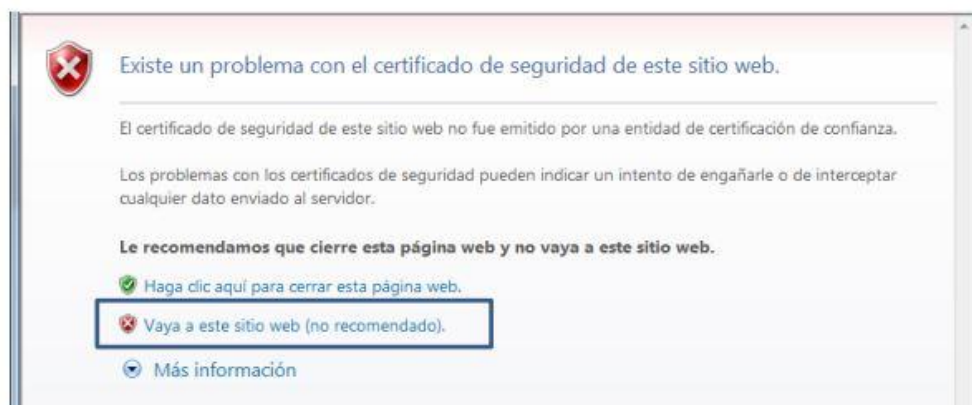 Existe un problema con el certificado de seguridad de este sitio web.
El certificado de seguridad de este sitio web no fue emitido por una entidad de certificación de confianza.
Los problemas con los certificados de seguridad pueden indicar un intento de engañarle o de interceptar
cualquier dato enviado al servidor.
Le recomendamos que cierre esta página web y no vaya a este sitio web.
Haga clic aquí para cerrar esta página web.
Vaya a este sitio web (no recomendado).
Más información